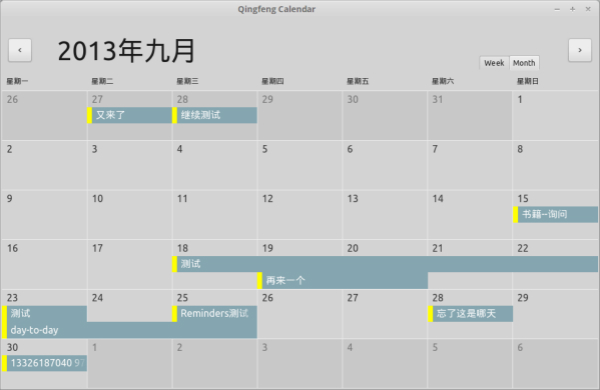 Qingfeng Calendar
2013年九月
Week Month
星期一 星期二 星期三 星期四 星期五 星期六 星期日
26 27 28 29 30 31 1
又来了 继续测试
2 3 4 5 6 7 8
9 10 11 12 13 14 15
书籍--询问
16 17 18 19 20 21 22
测试
再来一个
23 24 25 26 27 28 29
测试 Reminders测试 忘了这是哪天
day-to-day
30 1 2 3 4 5 6
13326187040 97